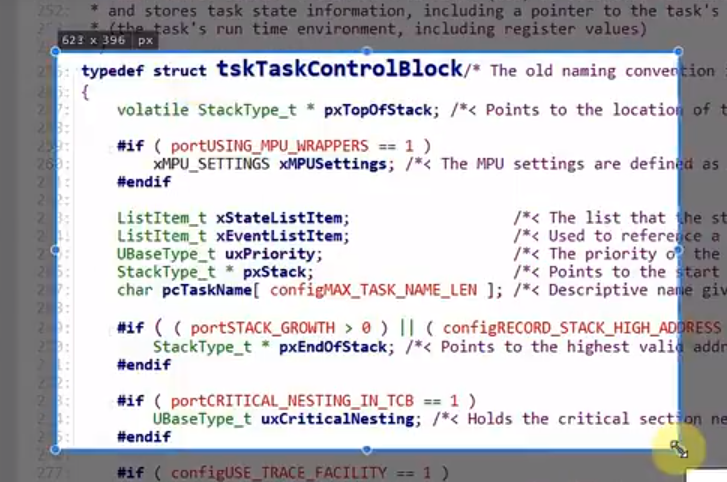 252: * and stores task state information, including a pointer to the task's
* (the task's run time environment, including register values)
623 x 396 px
typedef struct tskTaskControlBlock/* The old naming convention
{
volatile StackType_t * pxTopOfStack; /*< Points to the location of t
#if ( portUSING_MPU_WRAPPERS == 1 )
xMPU_SETTINGS xMPUSettings; /*< The MPU settings are defined as
#endif
ListItem_t xStateListItem; /*< The list that the st
ListItem_t xEventListItem; /*< Used to reference a
UBaseType_t uxPriority; /*< The priority of the
StackType_t * pxStack; /*< Points to the start
char pcTaskName[ configMAX_TASK_NAME_LEN ]; /*< Descriptive name giv
#if ( ( portSTACK_GROWTH > 0 ) || ( configRECORD_STACK_HIGH_ADDRESS
StackType_t * pxEndOfStack; /*< Points to the highest valid addr
#endif
#if ( portCRITICAL_NESTING_IN_TCB == 1 )
UBaseType_t uxCriticalNesting; /*< Holds the critical section ne
#endif
277: #if ( configUSE_TRACE_FACILITY == 1 )